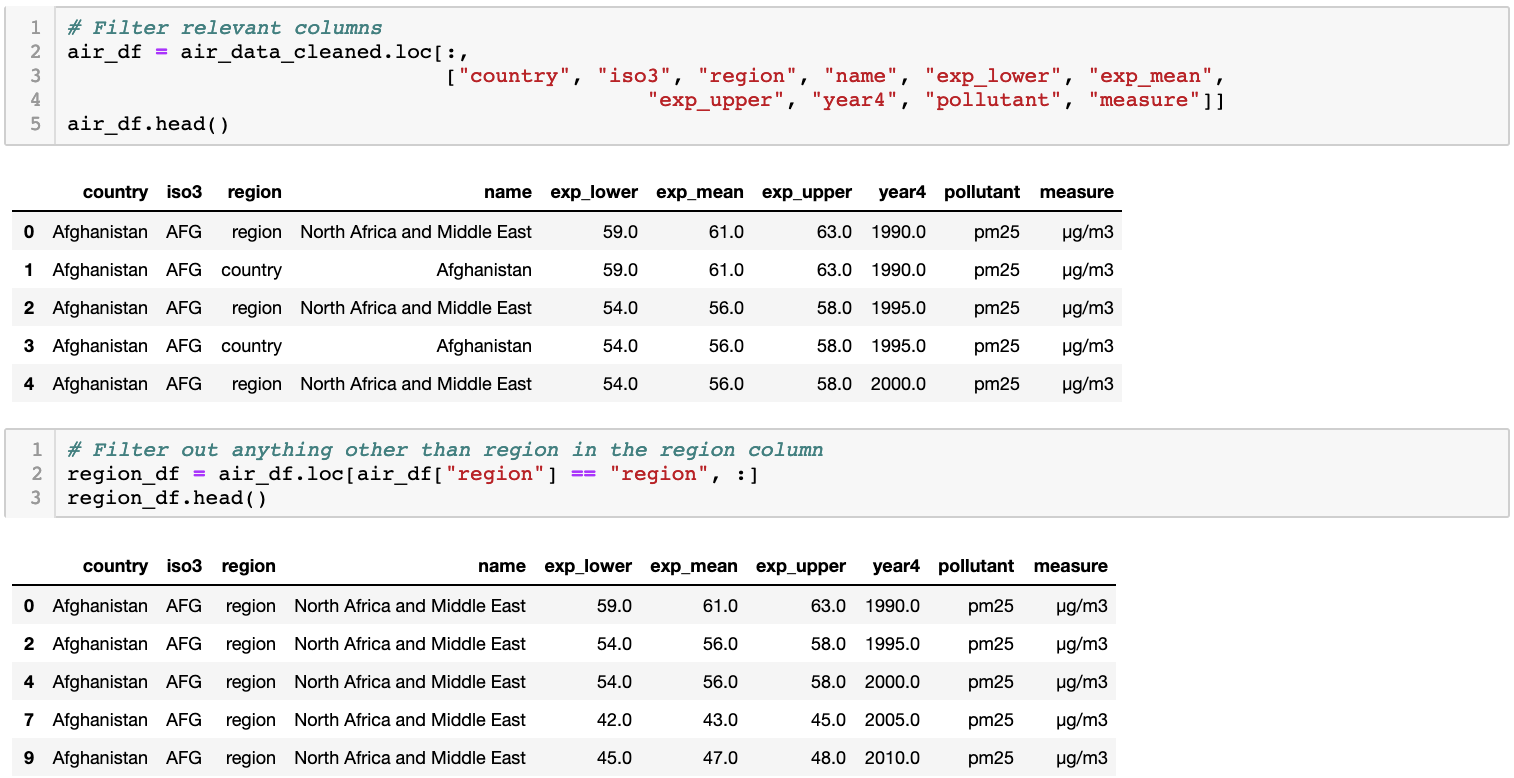 1 # Filter relevant columns
2 air_df = air_data_cleaned.loc[:,
3 ["country", "iso3", "region", "name", "exp_lower", "exp_mean",
4 "exp_upper", "year4", "pollutant", "measure"]]
5 air_df.head()
country iso3 region name exp_lower exp_mean exp_upper year4 pollutant measure
0 Afghanistan AFG region North Africa and Middle East 59.0 61.0 63.0 1990.0 pm25 µg/m3
1 Afghanistan AFG country Afghanistan 59.0 61.0 63.0 1990.0 pm25 µg/m3
2 Afghanistan AFG region North Africa and Middle East 54.0 56.0 58.0 1995.0 pm25 µg/m3
3 Afghanistan AFG country Afghanistan 54.0 56.0 58.0 1995.0 pm25 µg/m3
4 Afghanistan AFG region North Africa and Middle East 54.0 56.0 58.0 2000.0 pm25 µg/m3
1 # Filter out anything other than region in the region column
2 region_df = air_df.loc[air_df["region"] == "region", :]
3 region_df.head()
country iso3 region name exp_lower exp_mean exp_upper year4 pollutant measure
0 Afghanistan AFG region North Africa and Middle East 59.0 61.0 63.0 1990.0 pm25 µg/m3
2 Afghanistan AFG region North Africa and Middle East 54.0 56.0 58.0 1995.0 pm25 µg/m3
4 Afghanistan AFG region North Africa and Middle East 54.0 56.0 58.0 2000.0 pm25 µg/m3
7 Afghanistan AFG region North Africa and Middle East 42.0 43.0 45.0 2005.0 pm25 µg/m3
9 Afghanistan AFG region North Africa and Middle East 45.0 47.0 48.0 2010.0 pm25 µg/m3